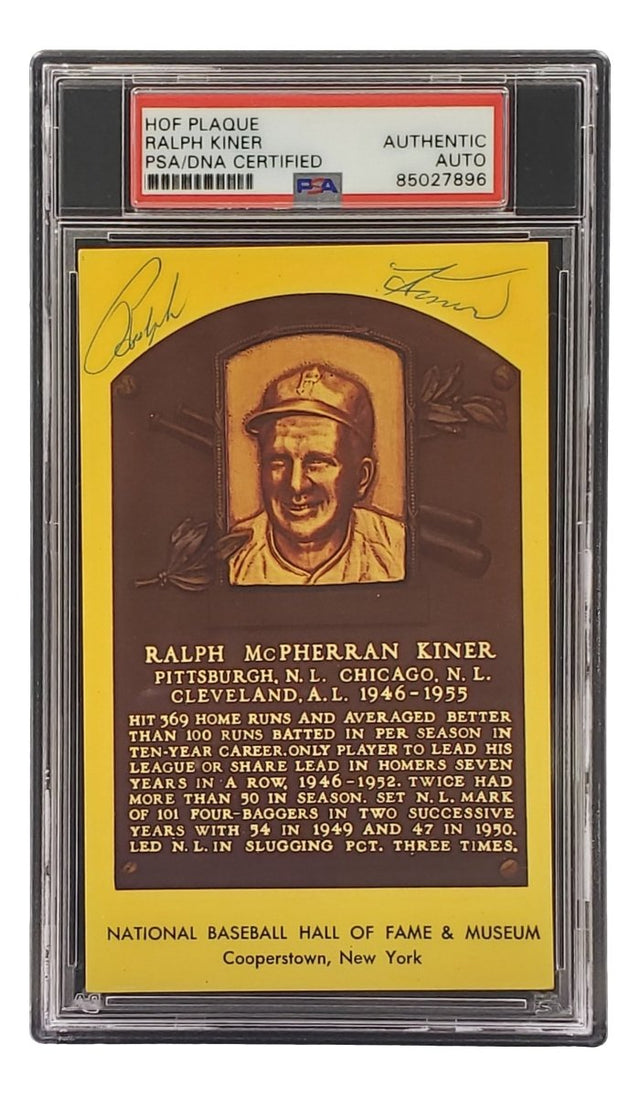 HOF PLAQUE
RALPH KINER
PSA/DNA CERTIFIED
AUTHENTIC
AUTO
85027896
PSA
Ralph Kiner
P
RALPH McPHERRAN KINER
PITTSBURGH, N. L. CHICAGO, N. L.
CLEVELAND, A. L. 1946-1955
HIT 369 HOME RUNS AND AVERAGED BETTER
THAN 100 RUNS BATTED IN PER SEASON IN
TEN-YEAR CAREER. ONLY PLAYER TO LEAD HIS
LEAGUE OR SHARE LEAD IN HOMERS SEVEN
YEARS IN A ROW, 1946-1952. TWICE HAD
MORE THAN 50 IN SEASON. SET N. L. MARK
OF 101 FOUR-BAGGERS IN TWO SUCCESSIVE
YEARS WITH 54 IN 1949 AND 47 IN 1950.
LED N. L. IN SLUGGING PCT. THREE TIMES.
NATIONAL BASEBALL HALL OF FAME & MUSEUM
Cooperstown, New York